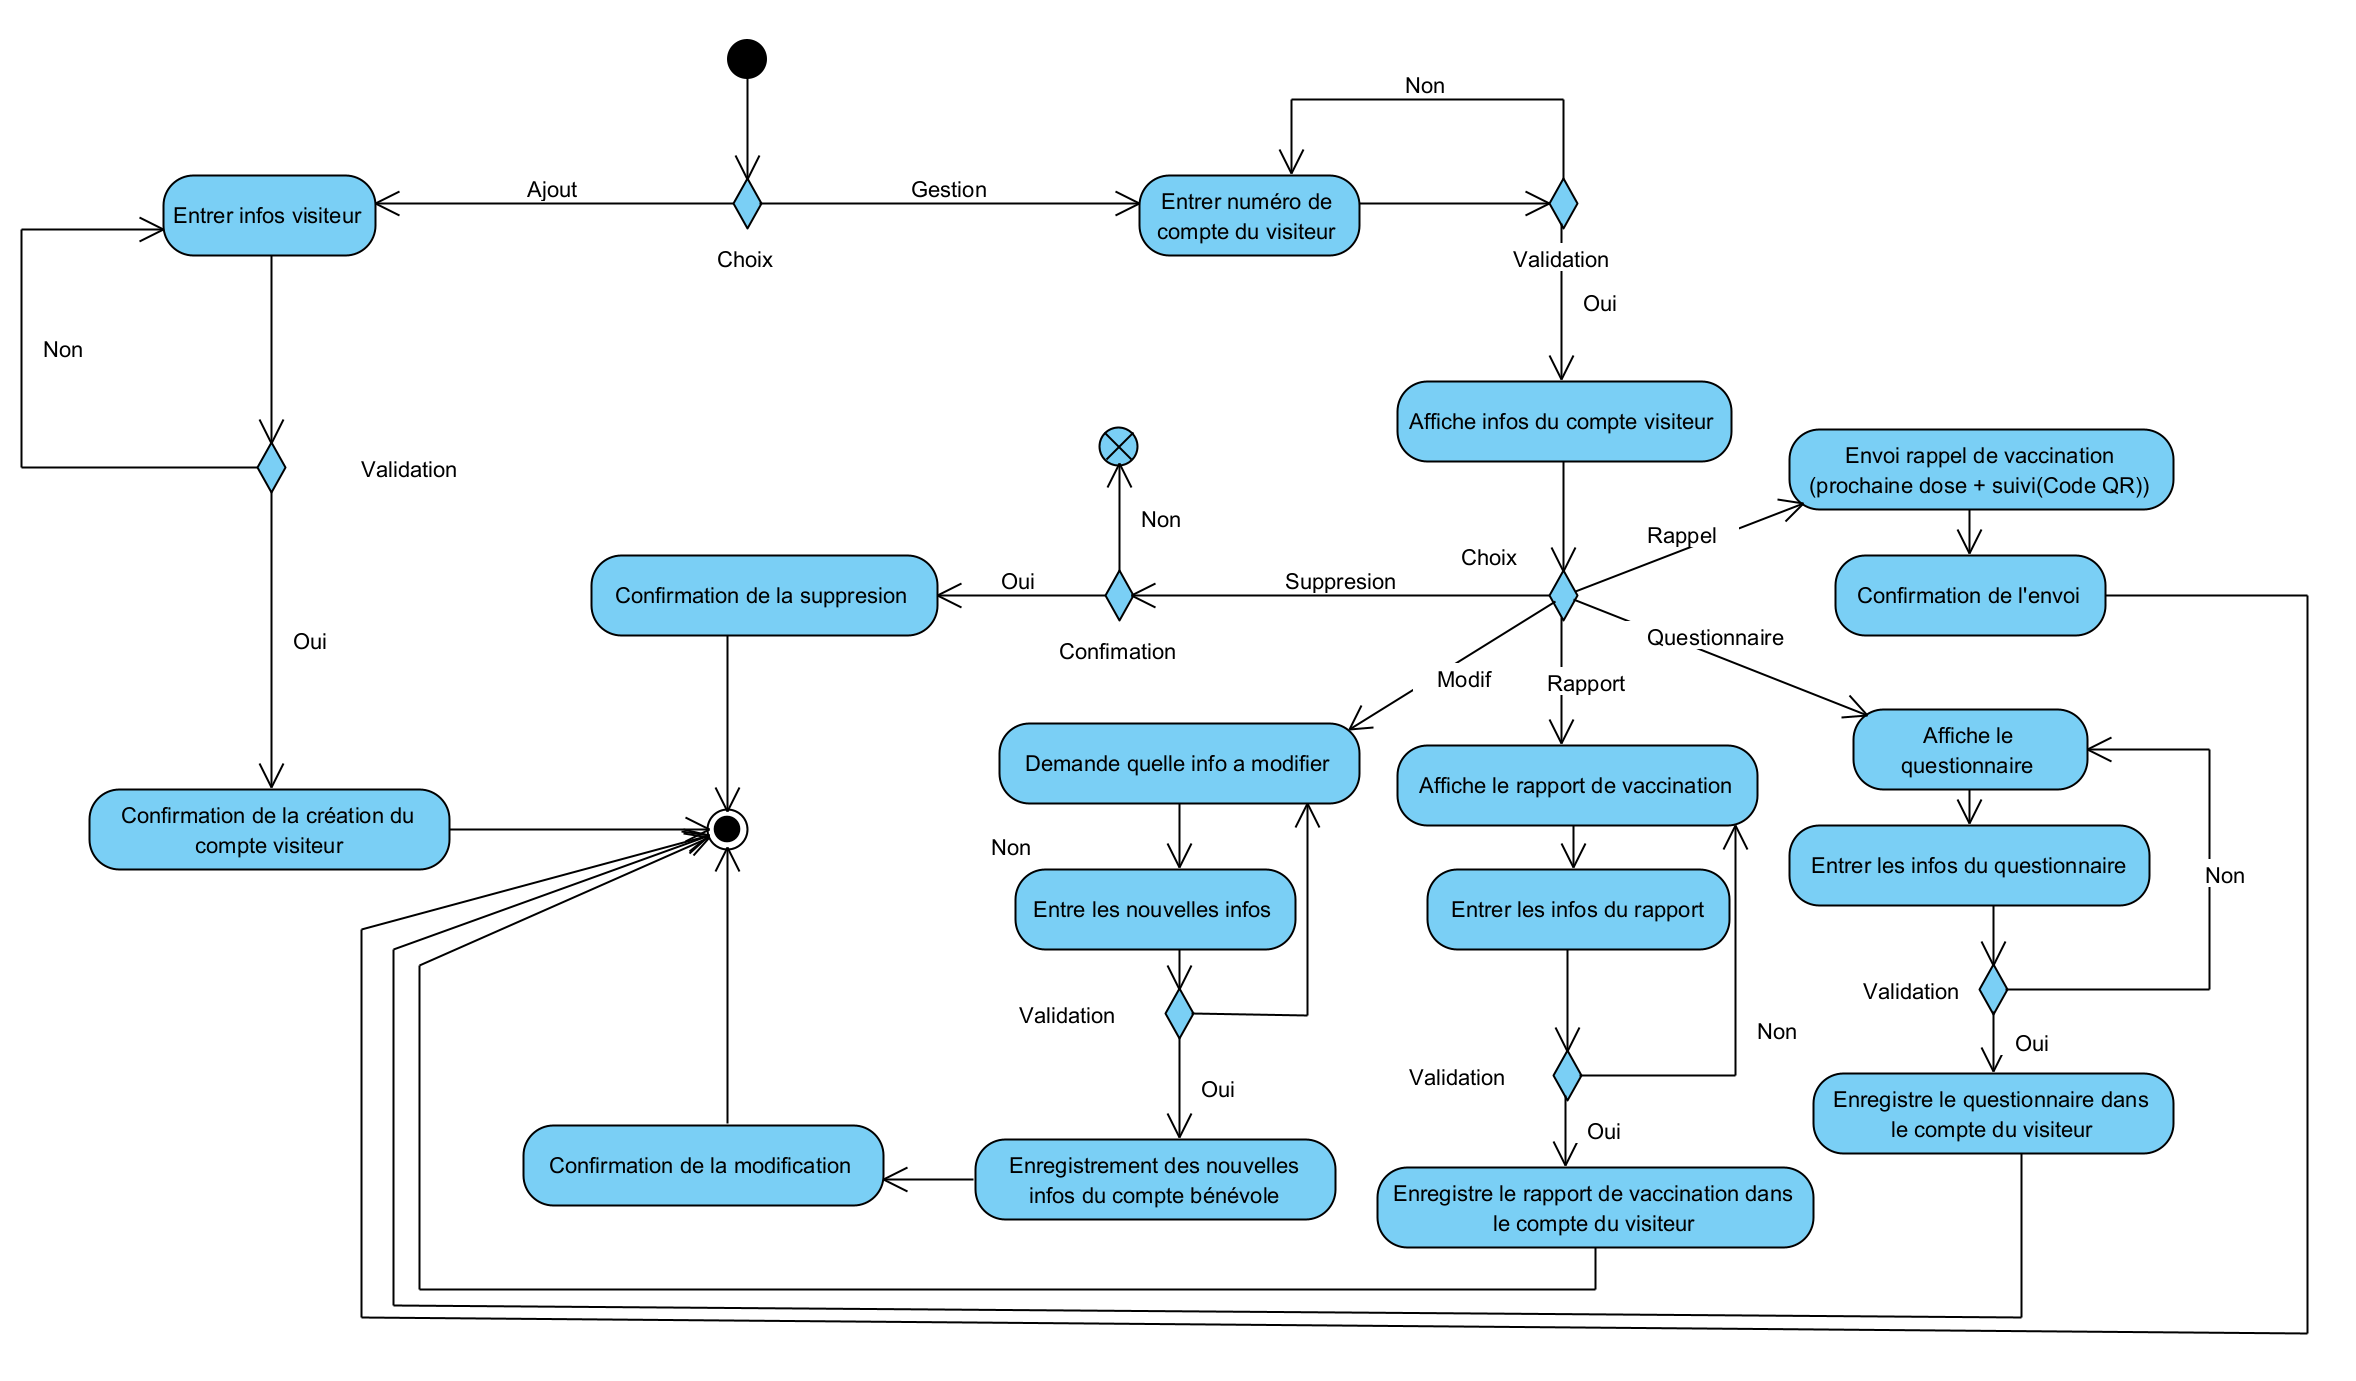 Non
Ajout
Gestion
Entrer infos visiteur
Entrer numéro de
compte du visiteur
Choix
Validation
Oui
Non
Affiche infos du compte visiteur
Validation
Envoi rappel de vaccination
(prochaine dose + suivi(Code QR))
Non
Rappel
Choix
Suppresion
Oui
Confirmation de la suppresion
Confirmation de l'envoi
Confimation
Oui
Questionnaire
Modif
Rapport
Affiche le
questionnaire
Demande quelle info a modifier
Affiche le rapport de vaccination
Confirmation de la création du
compte visiteur
Non
Entrer les infos du questionnaire
Non
Entre les nouvelles infos
Entrer les infos du rapport
Validation
Validation
Non
Oui
Validation
Oui
Enregistre le questionnaire dans
le compte du visiteur
Oui
Confirmation de la modification
Enregistrement des nouvelles
infos du compte bénévole
Enregistre le rapport de vaccination dans
le compte du visiteur